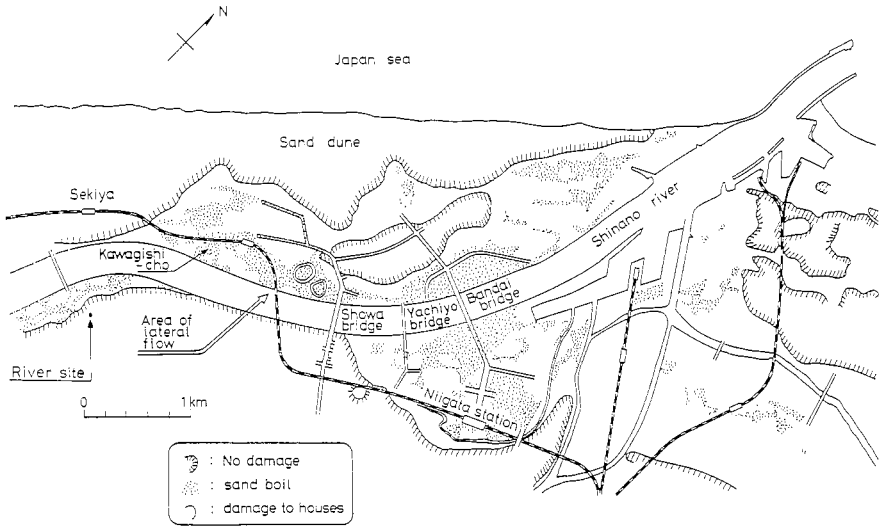 N
Japan sea
Sand dune
Sekiya
Shinano river
Kawagishi
-cho
Bandai
bridge
Yachiyo
bridge
Showa
bridge
Area of
lateral
flow
River site
Niigata station
0 1km
: No damage
: sand boil
: damage to houses